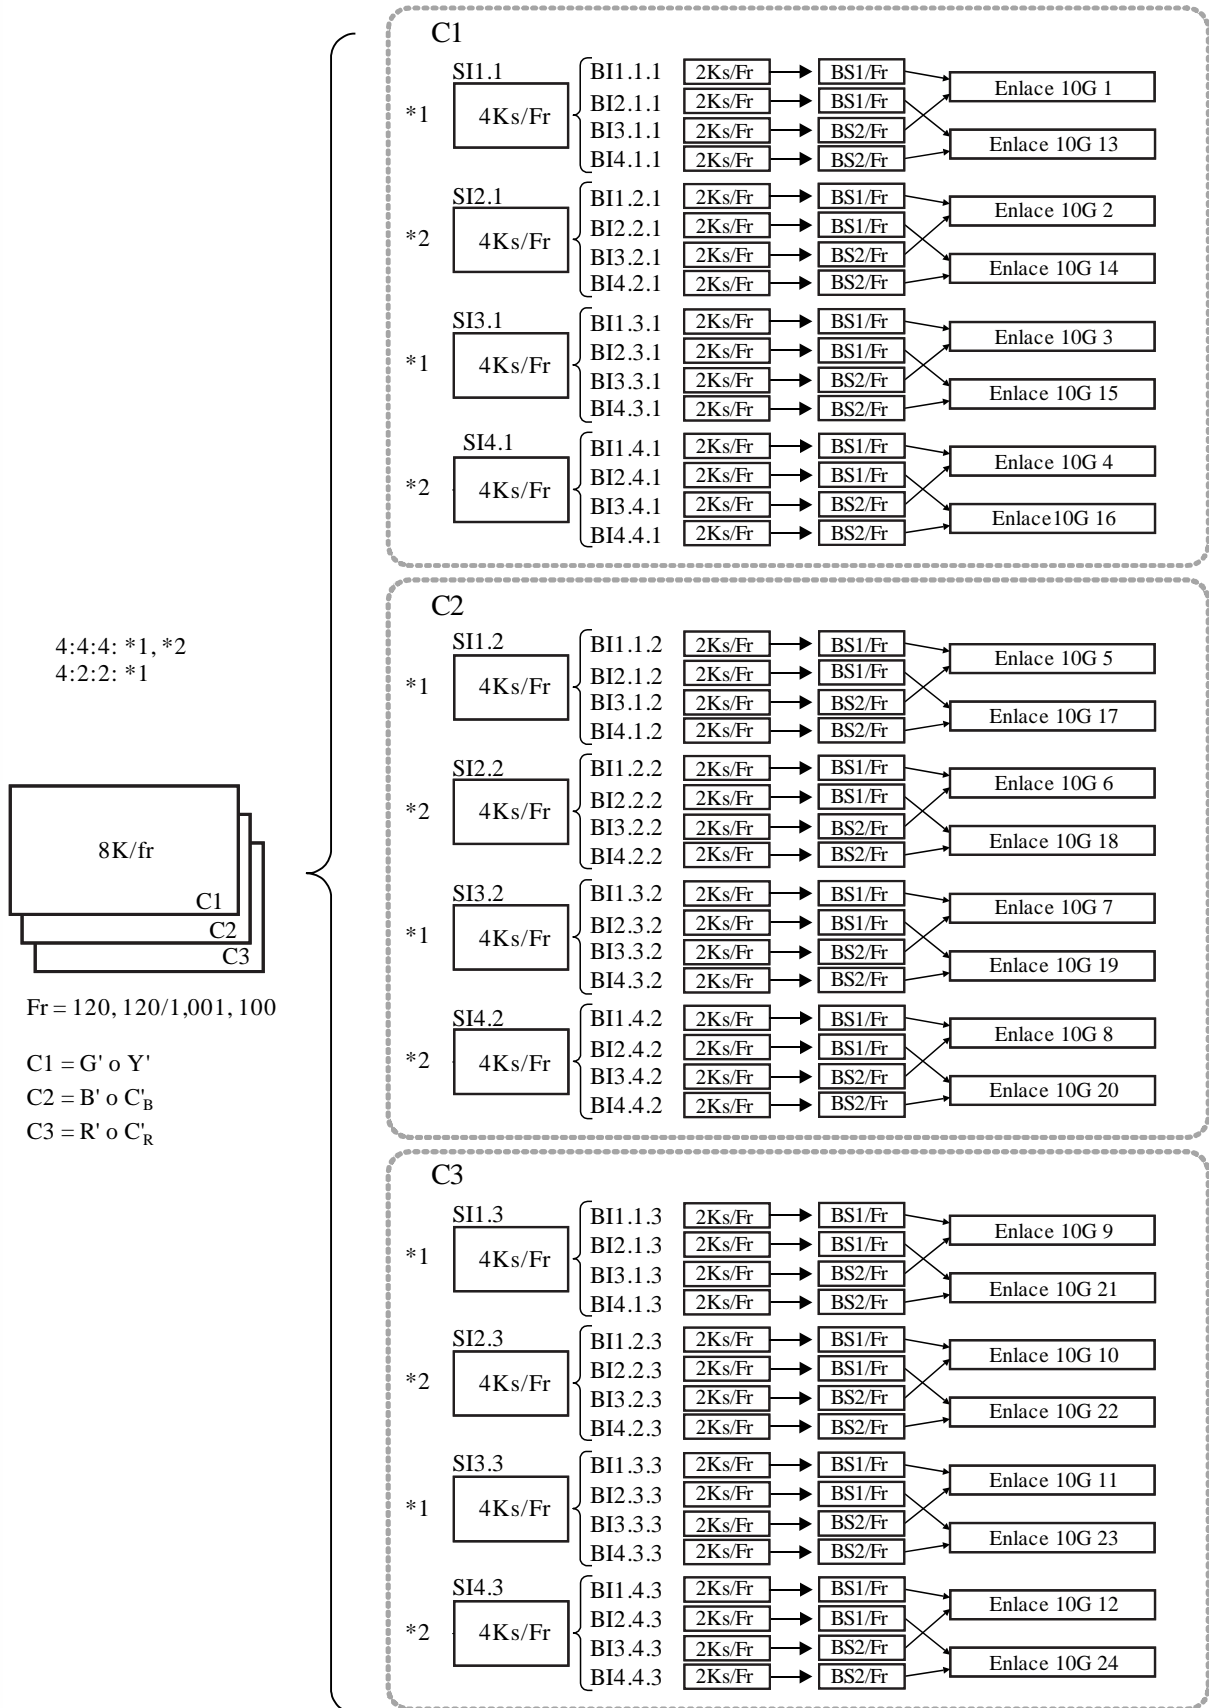 C1
SI1.1
*1
4Ks/Fr
BI1.1.1 2Ks/Fr BS1/Fr
BI2.1.1 2Ks/Fr BS1/Fr
BI3.1.1 2Ks/Fr BS2/Fr
BI4.1.1 2Ks/Fr BS2/Fr
Enlace 10G 1
Enlace 10G 13
SI2.1
*2
4Ks/Fr
BI1.2.1 2Ks/Fr BS1/Fr
BI2.2.1 2Ks/Fr BS1/Fr
BI3.2.1 2Ks/Fr BS2/Fr
BI4.2.1 2Ks/Fr BS2/Fr
Enlace 10G 2
Enlace 10G 14
SI3.1
*1
4Ks/Fr
BI1.3.1 2Ks/Fr BS1/Fr
BI2.3.1 2Ks/Fr BS1/Fr
BI3.3.1 2Ks/Fr BS2/Fr
BI4.3.1 2Ks/Fr BS2/Fr
Enlace 10G 3
Enlace 10G 15
SI4.1
*2
4Ks/Fr
BI1.4.1 2Ks/Fr BS1/Fr
BI2.4.1 2Ks/Fr BS1/Fr
BI3.4.1 2Ks/Fr BS2/Fr
BI4.4.1 2Ks/Fr BS2/Fr
Enlace 10G 4
Enlace10G 16
4:4:4: *1, *2
4:2:2: *1
8K/fr
C1
C2
C3
Fr = 120, 120/1,001, 100
C1 = G' o Y'
C2 = B' o C'B
C3 = R' o C'R
C2
SI1.2
*1
4Ks/Fr
BI1.1.2 2Ks/Fr BS1/Fr
BI2.1.2 2Ks/Fr BS1/Fr
BI3.1.2 2Ks/Fr BS2/Fr
BI4.1.2 2Ks/Fr BS2/Fr
Enlace 10G 5
Enlace 10G 17
SI2.2
*2
4Ks/Fr
BI1.2.2 2Ks/Fr BS1/Fr
BI2.2.2 2Ks/Fr BS1/Fr
BI3.2.2 2Ks/Fr BS2/Fr
BI4.2.2 2Ks/Fr BS2/Fr
Enlace 10G 6
Enlace 10G 18
SI3.2
*1
4Ks/Fr
BI1.3.2 2Ks/Fr BS1/Fr
BI2.3.2 2Ks/Fr BS1/Fr
BI3.3.2 2Ks/Fr BS2/Fr
BI4.3.2 2Ks/Fr BS2/Fr
Enlace 10G 7
Enlace 10G 19
SI4.2
*2
4Ks/Fr
BI1.4.2 2Ks/Fr BS1/Fr
BI2.4.2 2Ks/Fr BS1/Fr
BI3.4.2 2Ks/Fr BS2/Fr
BI4.4.2 2Ks/Fr BS2/Fr
Enlace 10G 8
Enlace 10G 20
C3
SI1.3
*1
4Ks/Fr
BI1.1.3 2Ks/Fr BS1/Fr
BI2.1.3 2Ks/Fr BS1/Fr
BI3.1.3 2Ks/Fr BS2/Fr
BI4.1.3 2Ks/Fr BS2/Fr
Enlace 10G 9
Enlace 10G 21
SI2.3
*2
4Ks/Fr
BI1.2.3 2Ks/Fr BS1/Fr
BI2.2.3 2Ks/Fr BS1/Fr
BI3.2.3 2Ks/Fr BS2/Fr
BI4.2.3 2Ks/Fr BS2/Fr
Enlace 10G 10
Enlace 10G 22
SI3.3
*1
4Ks/Fr
BI1.3.3 2Ks/Fr BS1/Fr
BI2.3.3 2Ks/Fr BS1/Fr
BI3.3.3 2Ks/Fr BS2/Fr
BI4.3.3 2Ks/Fr BS2/Fr
Enlace 10G 11
Enlace 10G 23
SI4.3
*2
4Ks/Fr
BI1.4.3 2Ks/Fr BS1/Fr
BI2.4.3 2Ks/Fr BS1/Fr
BI3.4.3 2Ks/Fr BS2/Fr
BI4.4.3 2Ks/Fr BS2/Fr
Enlace 10G 12
Enlace 10G 24